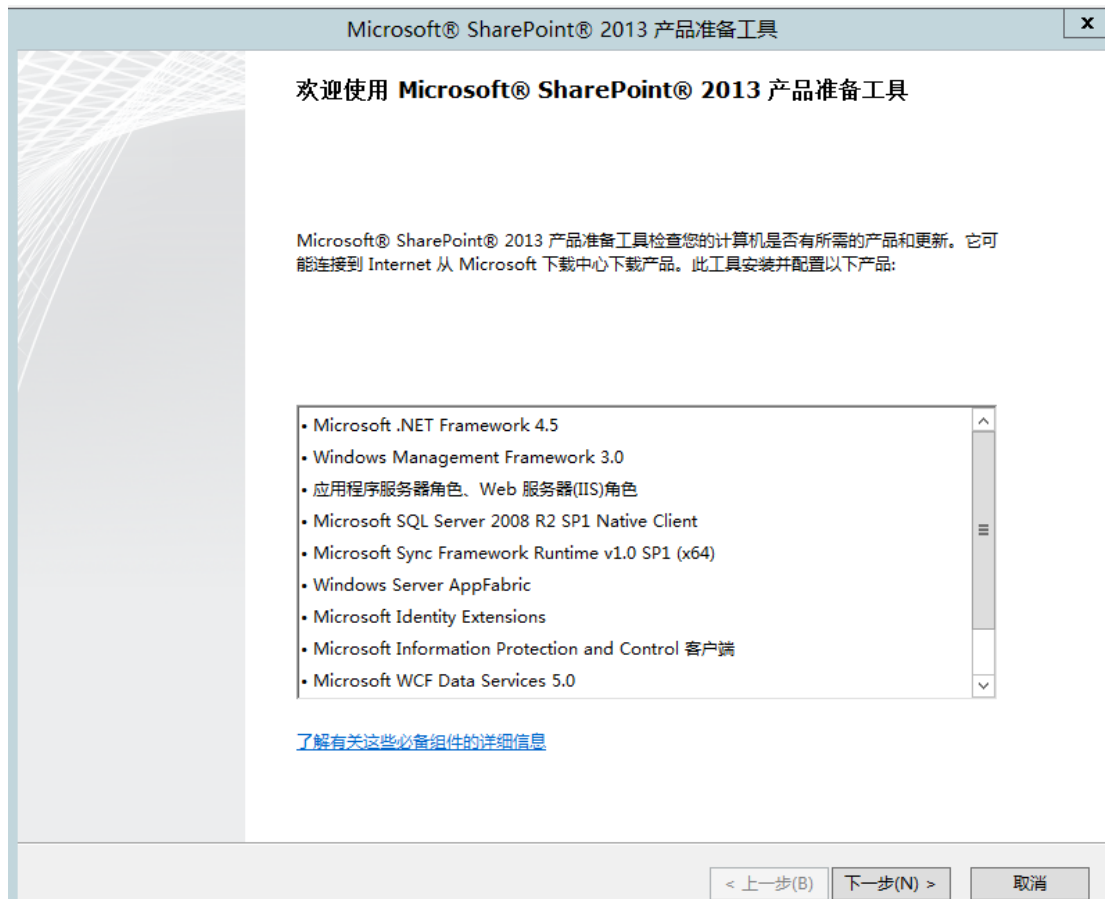 Microsoft® SharePoint® 2013 产品准备工具
x
欢迎使用 Microsoft® SharePoint® 2013 产品准备工具
Microsoft® SharePoint® 2013 产品准备工具检查您的计算机是否有所需的产品和更新。它可
能连接到 Internet 从 Microsoft 下载中心下载产品。此工具安装并配置以下产品:
• Microsoft .NET Framework 4.5
• Windows Management Framework 3.0
• 应用程序服务器角色、Web 服务器(IIS)角色
• Microsoft SQL Server 2008 R2 SP1 Native Client
• Microsoft Sync Framework Runtime v1.0 SP1 (x64)
• Windows Server AppFabric
• Microsoft Identity Extensions
• Microsoft Information Protection and Control 客户端
• Microsoft WCF Data Services 5.0
了解有关这些必备组件的详细信息
< 上一步(B) 下一步(N) > 取消